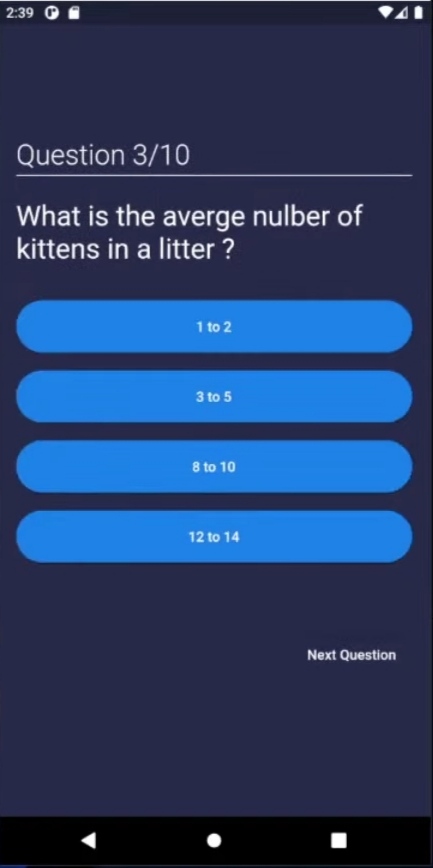 2:39
Question 3/10
What is the averge nulber of
kittens in a litter ?
1 to 2
3 to 5
8 to 10
12 to 14
Next Question